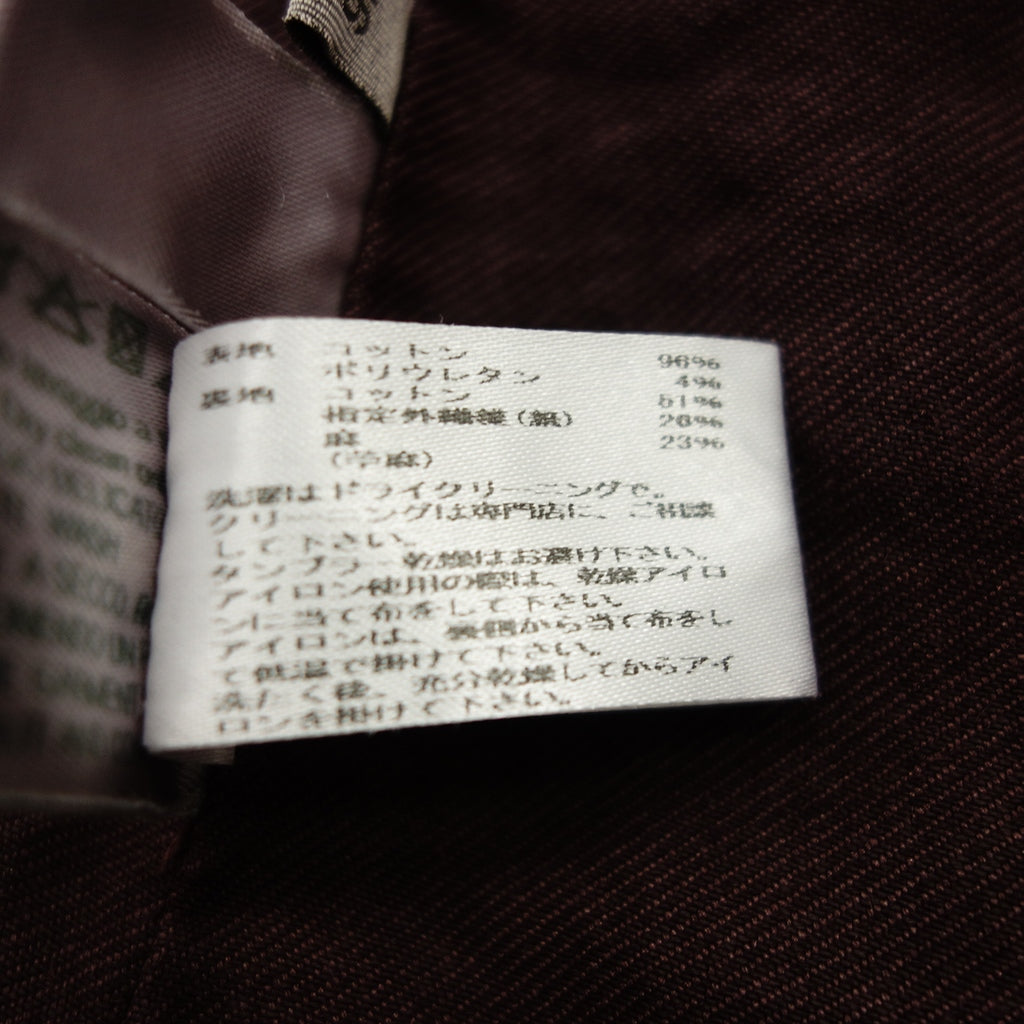 表地 コットン 96%
ポリウレタン 4%
裏地 コットン 51%
指定外繊維(紙) 26%
麻 23%
(苧麻)
洗濯はドライクリーニングで。
クリーニングは専門店に、ご相談
して下さい。
タンブラー乾燥はお避け下さい。
アイロン使用の際は、乾燥アイロ
ンに当て布をして下さい。
アイロンは、裏側から当て布をし
て低温で掛けて下さい。
洗たく後、充分乾燥してからアイ
ロンを掛けて下さい。